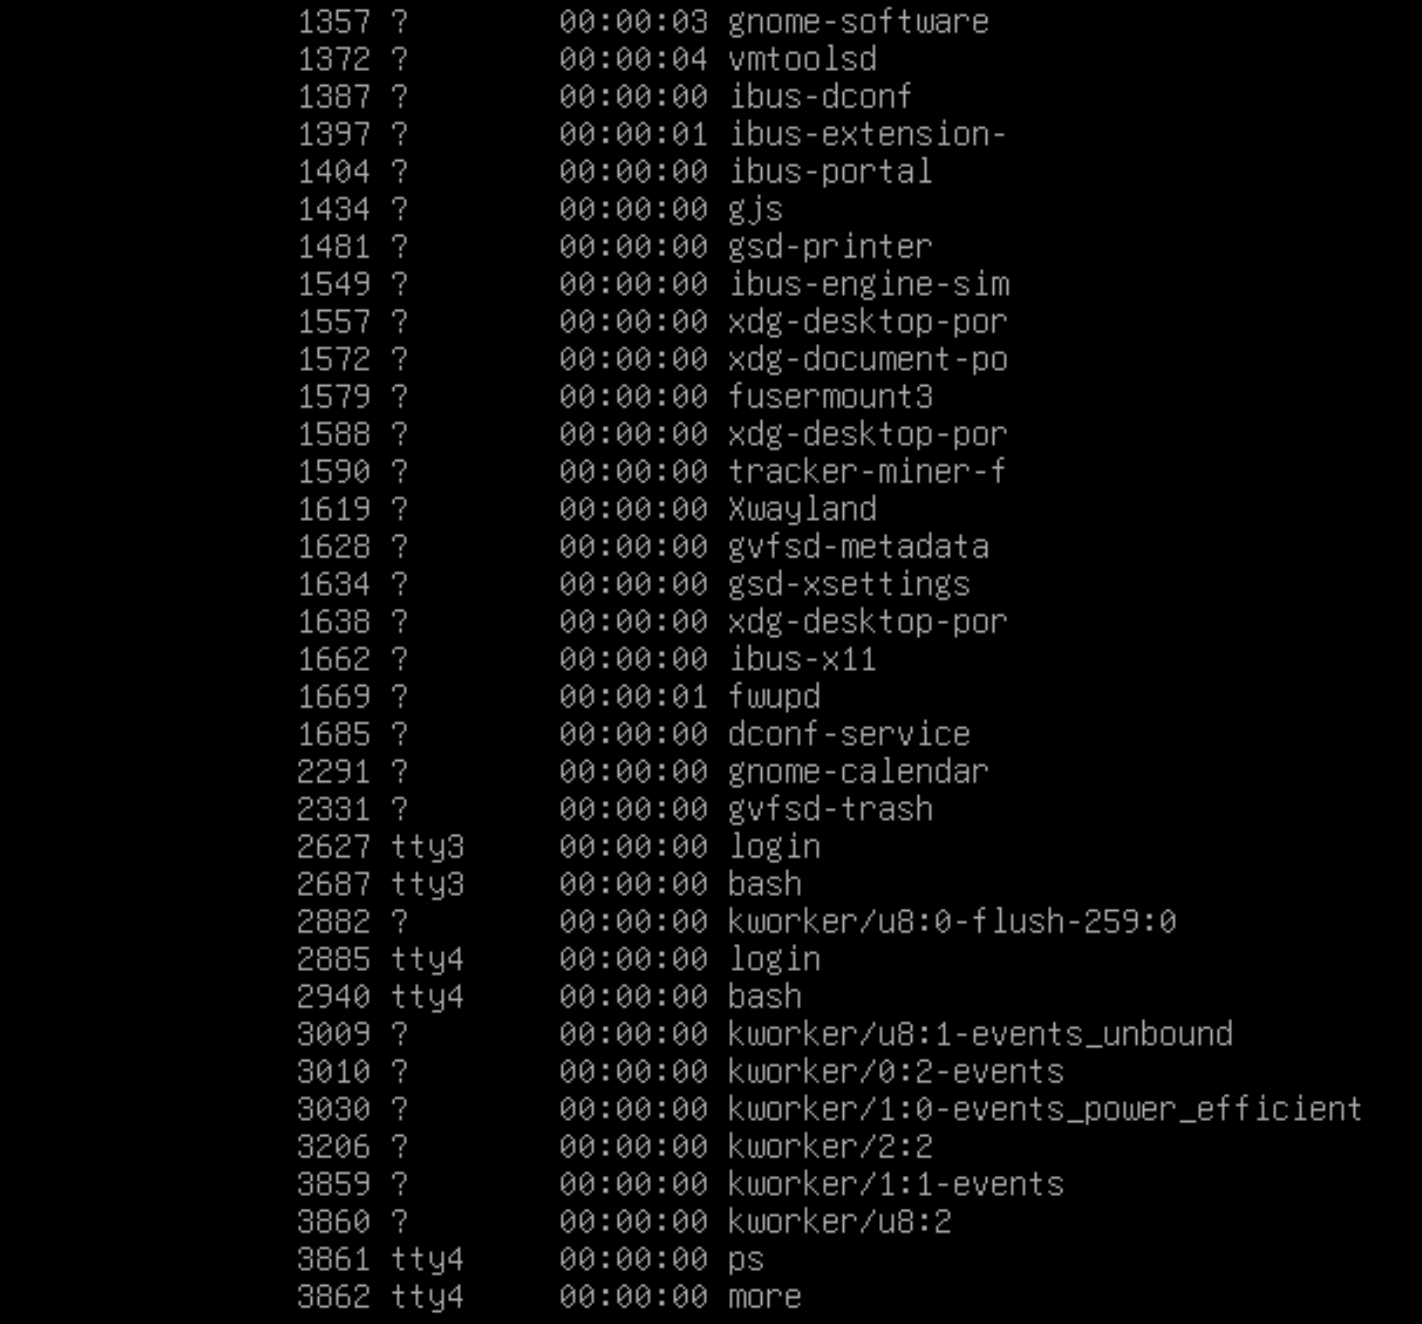 1357 ? 00:00:03 gnome-software
1372 ? 00:00:04 vmtoolsd
1387 ? 00:00:00 ibus-dconf
1397 ? 00:00:01 ibus-extension-
1404 ? 00:00:00 ibus-portal
1434 ? 00:00:00 gjs
1481 ? 00:00:00 gsd-printer
1549 ? 00:00:00 ibus-engine-sim
1557 ? 00:00:00 xdg-desktop-por
1572 ? 00:00:00 xdg-document-po
1579 ? 00:00:00 fusermount3
1588 ? 00:00:00 xdg-desktop-por
1590 ? 00:00:00 tracker-miner-f
1619 ? 00:00:00 Xwayland
1628 ? 00:00:00 gvfsd-metadata
1634 ? 00:00:00 gsd-xsettings
1638 ? 00:00:00 xdg-desktop-por
1662 ? 00:00:00 ibus-x11
1669 ? 00:00:01 fwupd
1685 ? 00:00:00 dconf-service
2291 ? 00:00:00 gnome-calendar
2331 ? 00:00:00 gvfsd-trash
2627 tty3 00:00:00 login
2687 tty3 00:00:00 bash
2882 ? 00:00:00 kworker/u8:0-flush-259:0
2885 tty4 00:00:00 login
2940 tty4 00:00:00 bash
3009 ? 00:00:00 kworker/u8:1-events_unbound
3010 ? 00:00:00 kworker/0:2-events
3030 ? 00:00:00 kworker/1:0-events_power_efficient
3206 ? 00:00:00 kworker/2:2
3859 ? 00:00:00 kworker/1:1-events
3860 ? 00:00:00 kworker/u8:2
3861 tty4 00:00:00 ps
3862 tty4 00:00:00 more